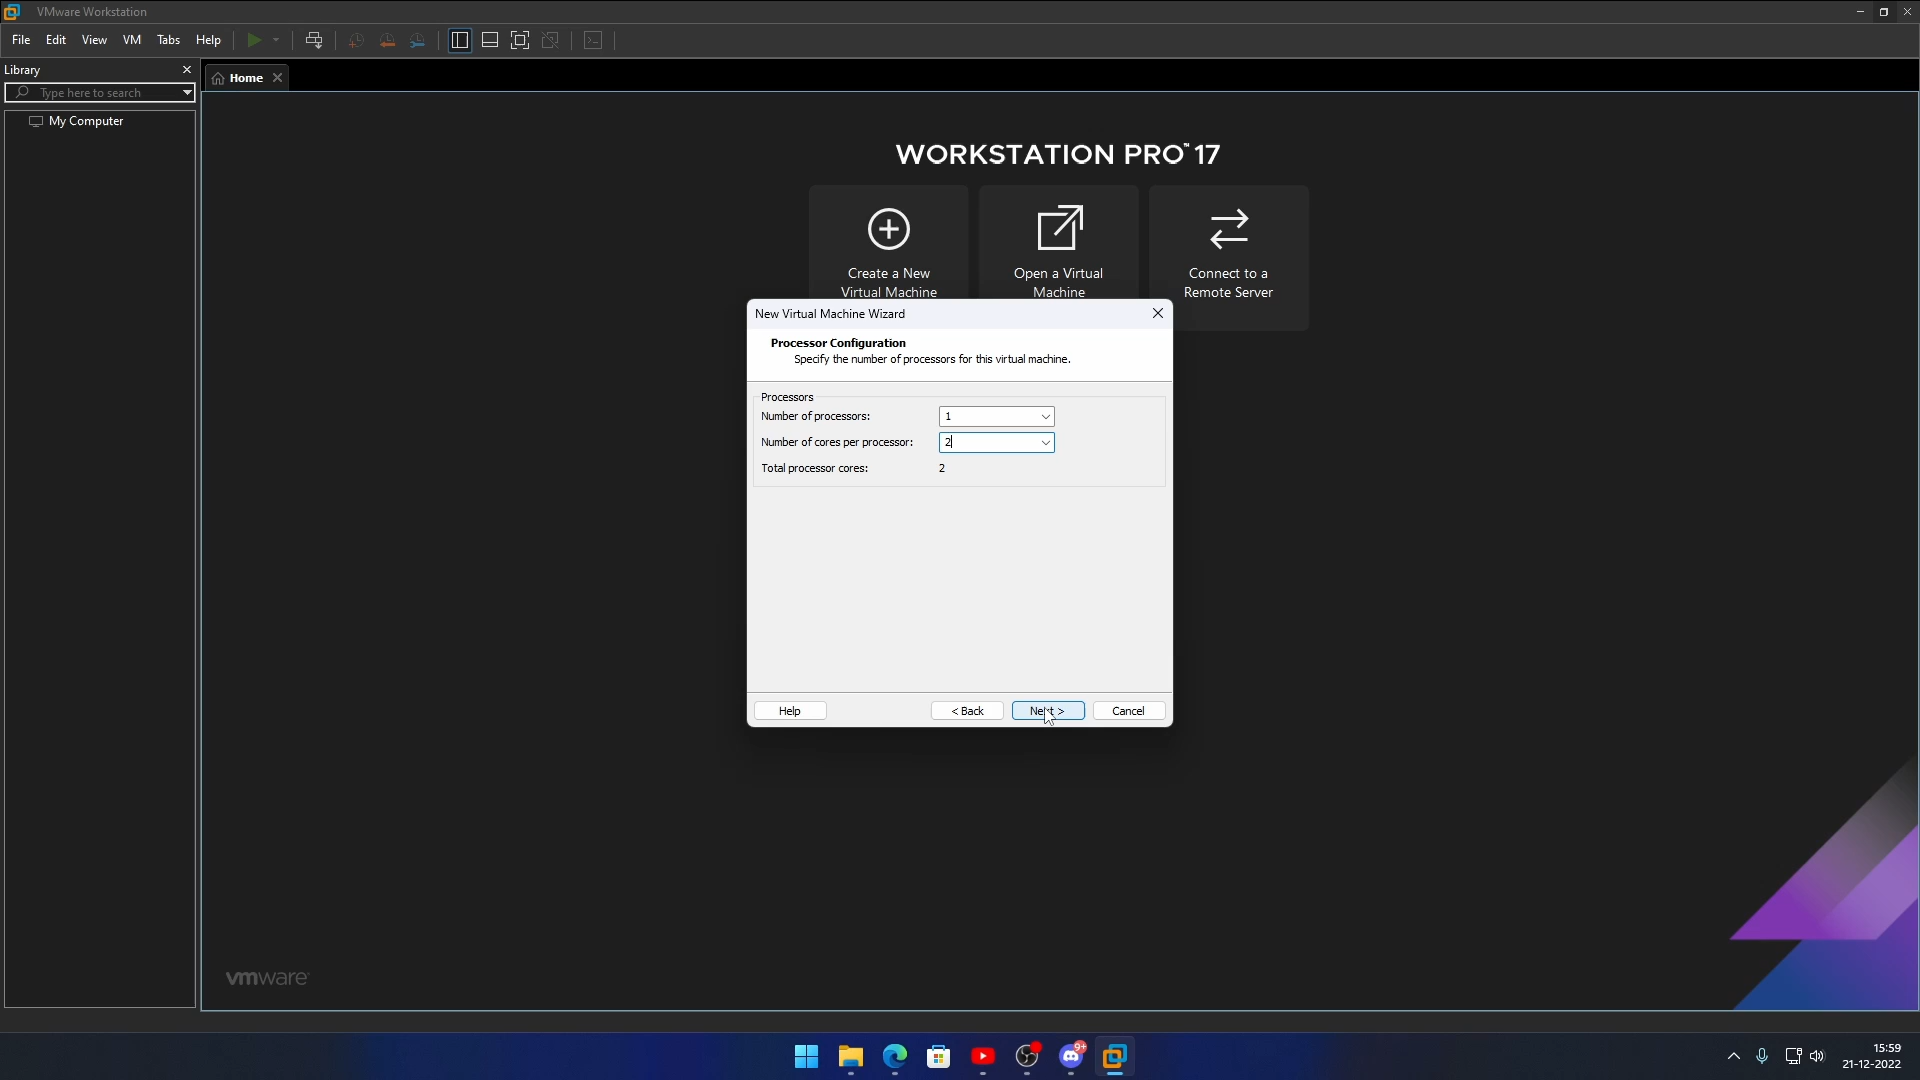 VMware Workstation
File Edit View VM Tabs Help
Library
Type here to search
My Computer
Home
WORKSTATION PRO™ 17
Create a New
Virtual Machine
Open a Virtual
Machine
Connect to a
Remote Server
New Virtual Machine Wizard
Processor Configuration
Specify the number of processors for this virtual machine.
Processors
Number of processors: 1
Number of cores per processor: 2
Total processor cores: 2
Help < Back Next > Cancel
vmware
9+
15:59
21-12-2022